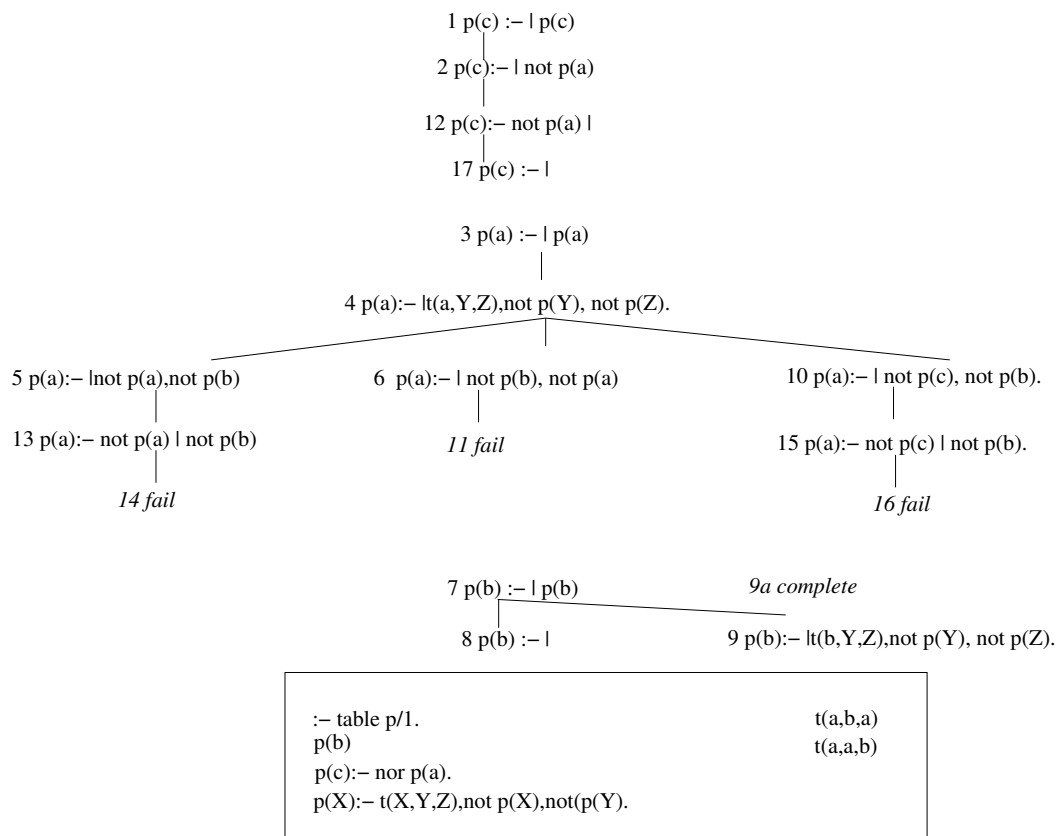 1 p(c) :− | p(c)
2 p(c):− | not p(a)
12 p(c):− not p(a) |
17 p(c) :− |
3 p(a) :− | p(a)
4 p(a):− |t(a,Y,Z),not p(Y), not p(Z).
5 p(a):− |not p(a),not p(b)
6 p(a):− | not p(b), not p(a)
10 p(a):− | not p(c), not p(b).
13 p(a):− not p(a) | not p(b)
11 fail
15 p(a):− not p(c) | not p(b).
14 fail
16 fail
7 p(b) :− | p(b)
9a complete
8 p(b) :− |
9 p(b):− |t(b,Y,Z),not p(Y), not p(Z).
:− table p/1.
t(a,b,a)
p(b)
t(a,a,b)
p(c):− nor p(a).
p(X):− t(X,Y,Z),not p(X),not(p(Y).